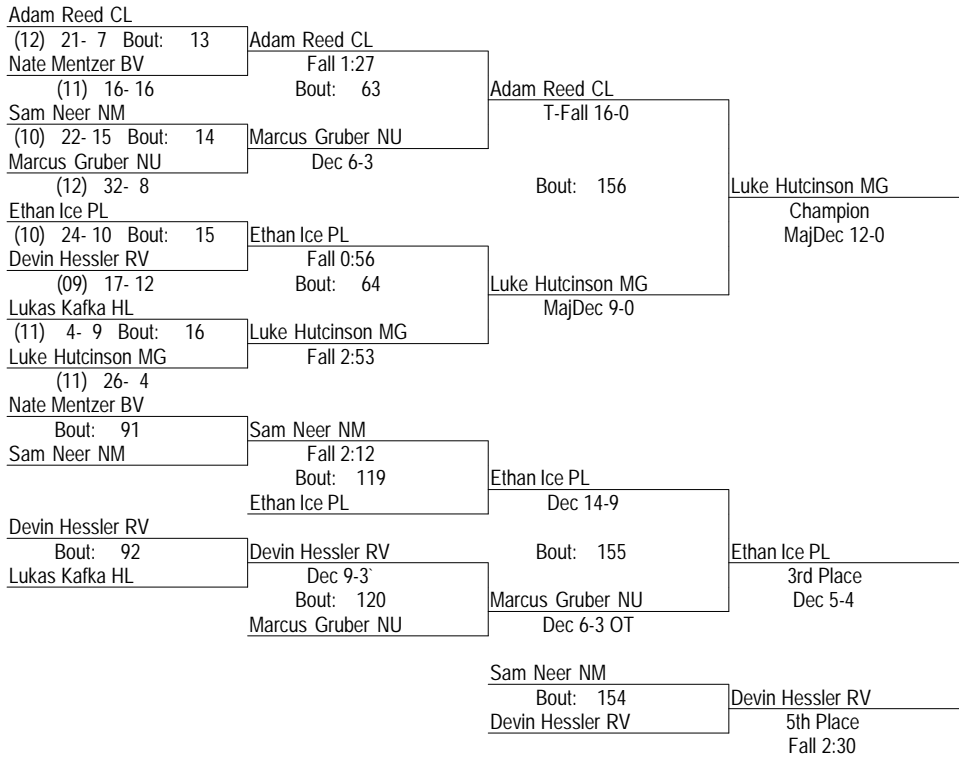 Adam Reed CL
(12) 21- 7 Bout: 13
Nate Mentzer BV
(11) 16- 16
Sam Neer NM
(10) 22- 15 Bout: 14
Marcus Gruber NU
(12) 32- 8
Ethan Ice PL
(10) 24- 10 Bout: 15
Devin Hessler RV
(09) 17- 12
Lukas Kafka HL
(11) 4- 9 Bout: 16
Luke Hutcinson MG
(11) 26- 4
Adam Reed CL
Fall 1:27
Bout: 63
Marcus Gruber NU
Dec 6-3
Ethan Ice PL
Fall 0:56
Bout: 64
Luke Hutcinson MG
Fall 2:53
Adam Reed CL
T-Fall 16-0
Bout: 156
Luke Hutcinson MG
MajDec 9-0
Luke Hutcinson MG
Champion
MajDec 12-0
Nate Mentzer BV
Bout: 91
Sam Neer NM
Devin Hessler RV
Bout: 92
Lukas Kafka HL
Sam Neer NM
Fall 2:12
Bout: 119
Ethan Ice PL
Devin Hessler RV
Dec 9-3`
Bout: 120
Marcus Gruber NU
Ethan Ice PL
Dec 14-9
Bout: 155
Marcus Gruber NU
Dec 6-3 OT
Ethan Ice PL
3rd Place
Dec 5-4
Sam Neer NM
Bout: 154
Devin Hessler RV
Devin Hessler RV
5th Place
Fall 2:30